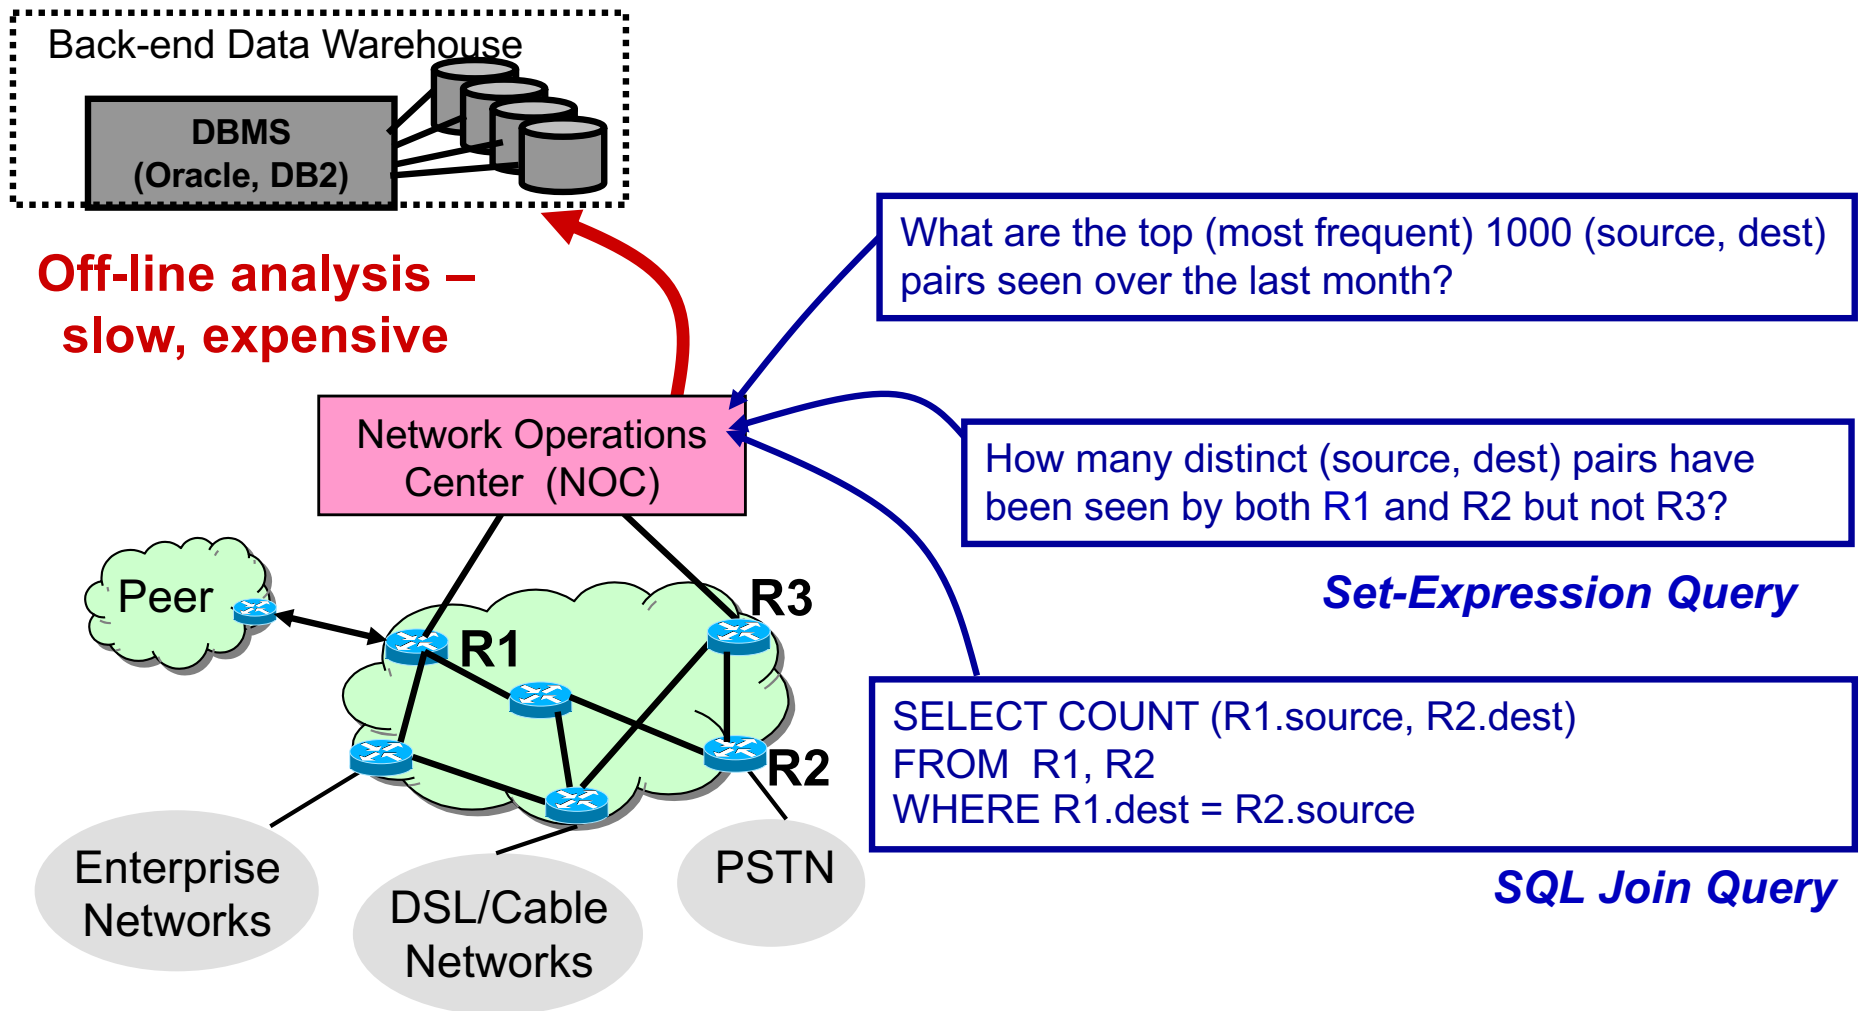 Back-end Data Warehouse
DBMS
(Oracle, DB2)
Off-line analysis –
slow, expensive
What are the top (most frequent) 1000 (source, dest)
pairs seen over the last month?
Network Operations
Center (NOC)
How many distinct (source, dest) pairs have
been seen by both R1 and R2 but not R3?
Set-Expression Query
Peer
R1
R3
R2
SELECT COUNT (R1.source, R2.dest)
FROM R1, R2
WHERE R1.dest = R2.source
SQL Join Query
Enterprise
Networks
DSL/Cable
Networks
PSTN